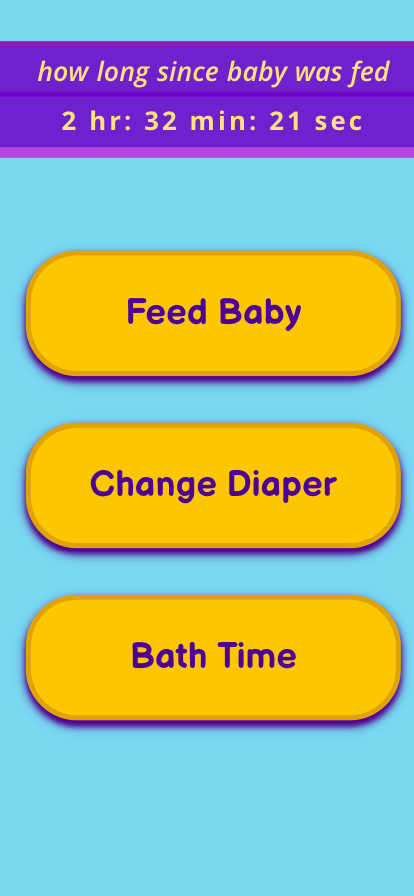 how long since baby was fed
2 hr: 32 min: 21 sec
Feed Baby
Change Diaper
Bath Time